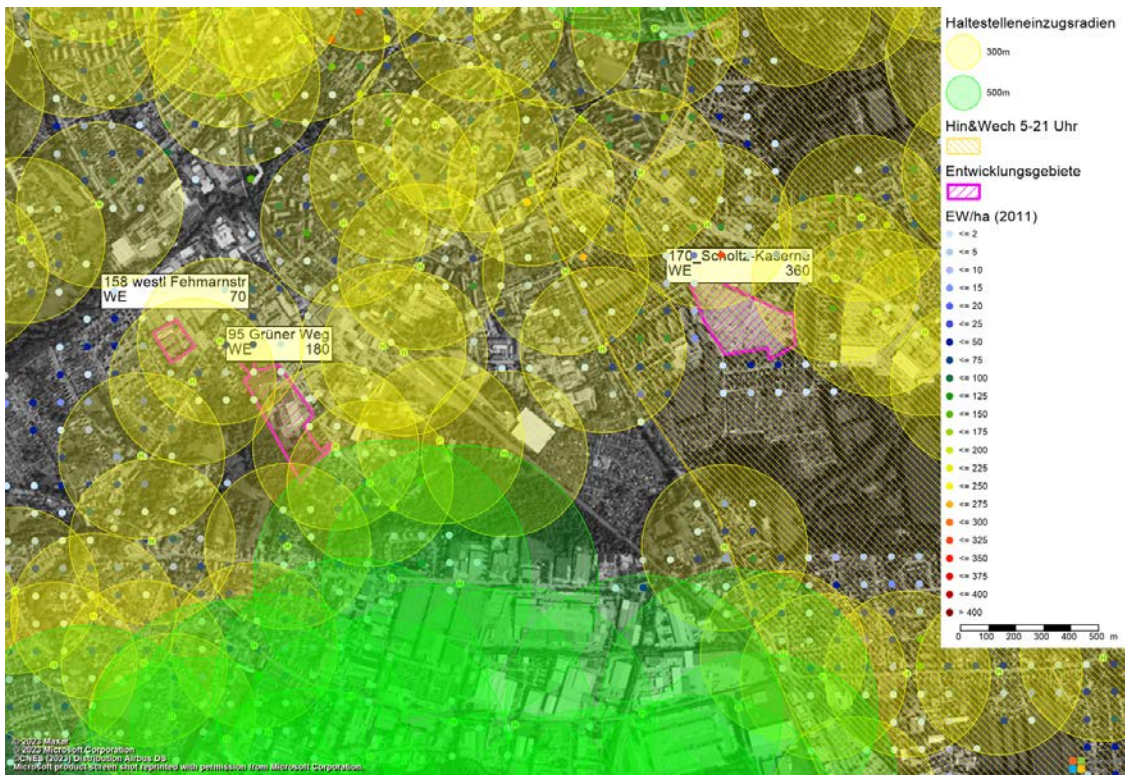 158 westl Fehmarnstr
WE 70
95 Grüner Weg
WE 180
170_Scholtz-Kaserne
WE 360
Haltestelleneinzugsradien
300m
500m
Hin&Wech 5-21 Uhr
Entwicklungsgebiete
EW/ha (2011)
<= 2
<= 5
<= 10
<= 15
<= 20
<= 25
<= 50
<= 75
<= 100
<= 125
<= 150
<= 175
<= 200
<= 225
<= 250
<= 275
<= 300
<= 325
<= 350
<= 375
<= 400
> 400
0 100 200 300 400 500 m
© 2023 Maxar
© 2023 Microsoft Corporation
©CNES (2023) Distribution Airbus DS
Microsoft product screen shot reprinted with permission from Microsoft Corporation.